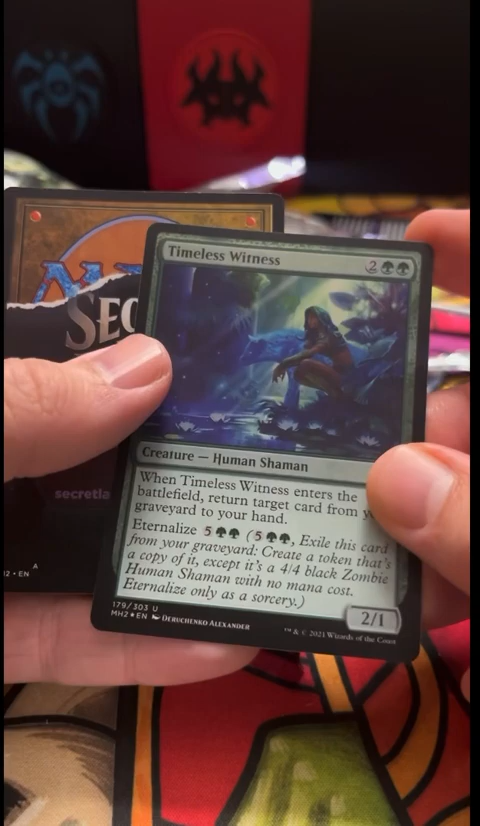 Timeless Witness 2
SEC
Creature — Human Shaman
When Timeless Witness enters the
battlefield, return target card from y
graveyard to your hand.
Eternalize 5 (5, Exile this card
from your graveyard: Create a token that's
a copy of it, except it's a 4/4 black Zombie
Human Shaman with no mana cost.
Eternalize only as a sorcery.)
2/1
179/303 U
MH2 EN DERUCHENKO ALEXANDER
™ & © 2021 Wizards of the Coast
secretla
A
2 • EN